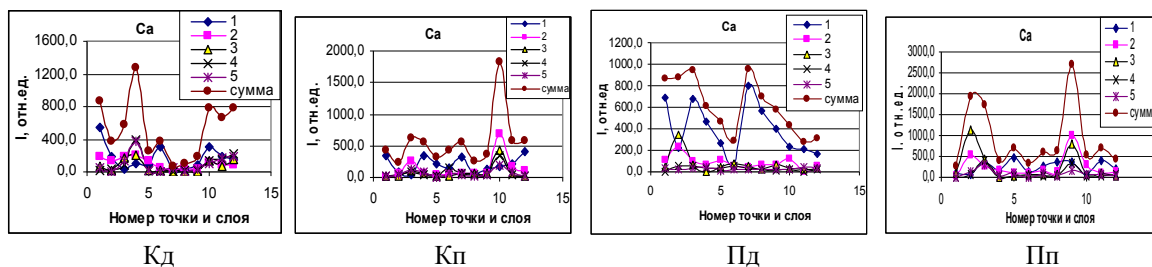 Ca
I, отн.ед.
1600,0
1200,0
800,0
400,0
0,0
0 5 10 15
Номер точки и слоя
1
2
3
4
5
сумма
Кд
Ca
I, отн.ед.
2000,0
1500,0
1000,0
500,0
0,0
0 5 10 15
Номер точки и слоя
1
2
3
4
5
сумма
Кп
Ca
I, отн.ед.
1200,0
1000,0
800,0
600,0
400,0
200,0
0,0
0 5 10 15
Номер точки и слоя
1
2
3
4
5
сумма
Пд
Ca
I, отн.ед.
3000,0
2500,0
2000,0
1500,0
1000,0
500,0
0,0
0 5 10 15
Номер точки и слоя
1
2
3
4
5
сумма
Пп